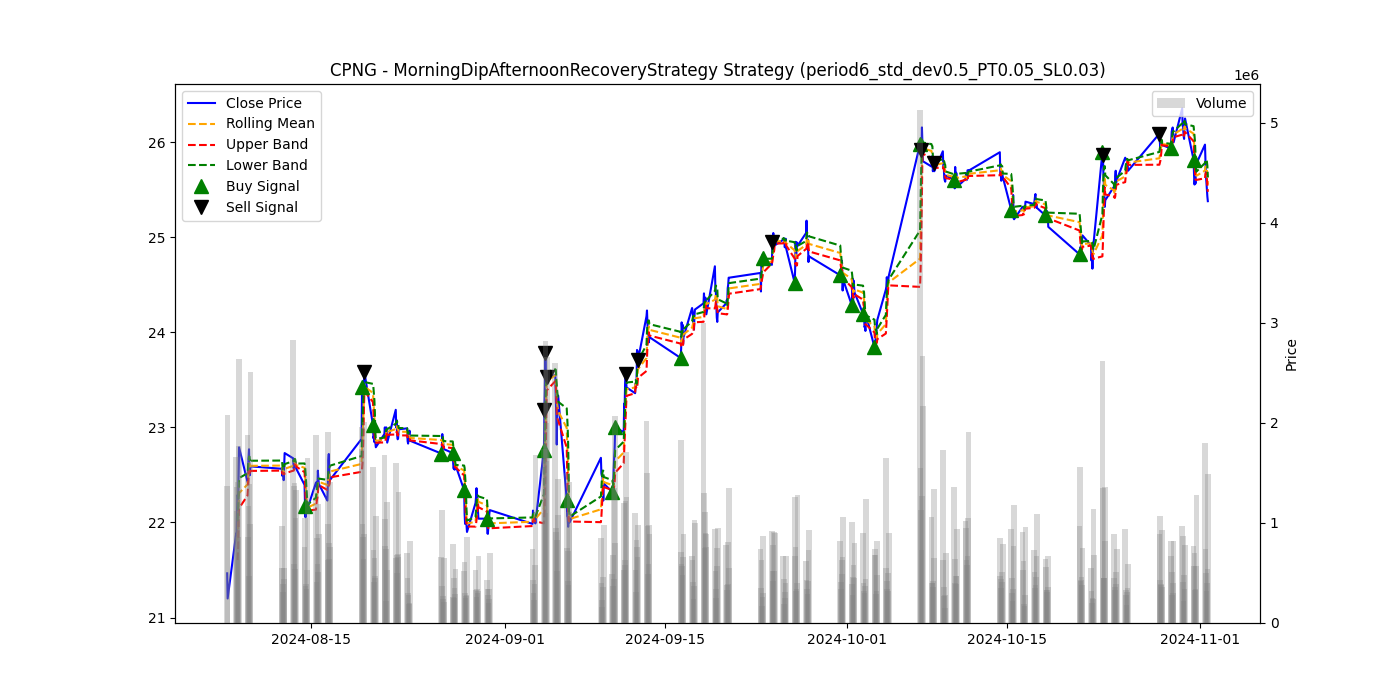 CPNG - MorningDipAfternoonRecoveryStrategy Strategy (period6_std_dev0.5_PT0.05_SL0.03)
1e6
Close Price
Rolling Mean
Upper Band
Lower Band
Buy Signal
Sell Signal
Volume
26
25
24
23
22
21
5
4
3
2
1
0
Price
2024-08-15
2024-09-01
2024-09-15
2024-10-01
2024-10-15
2024-11-01